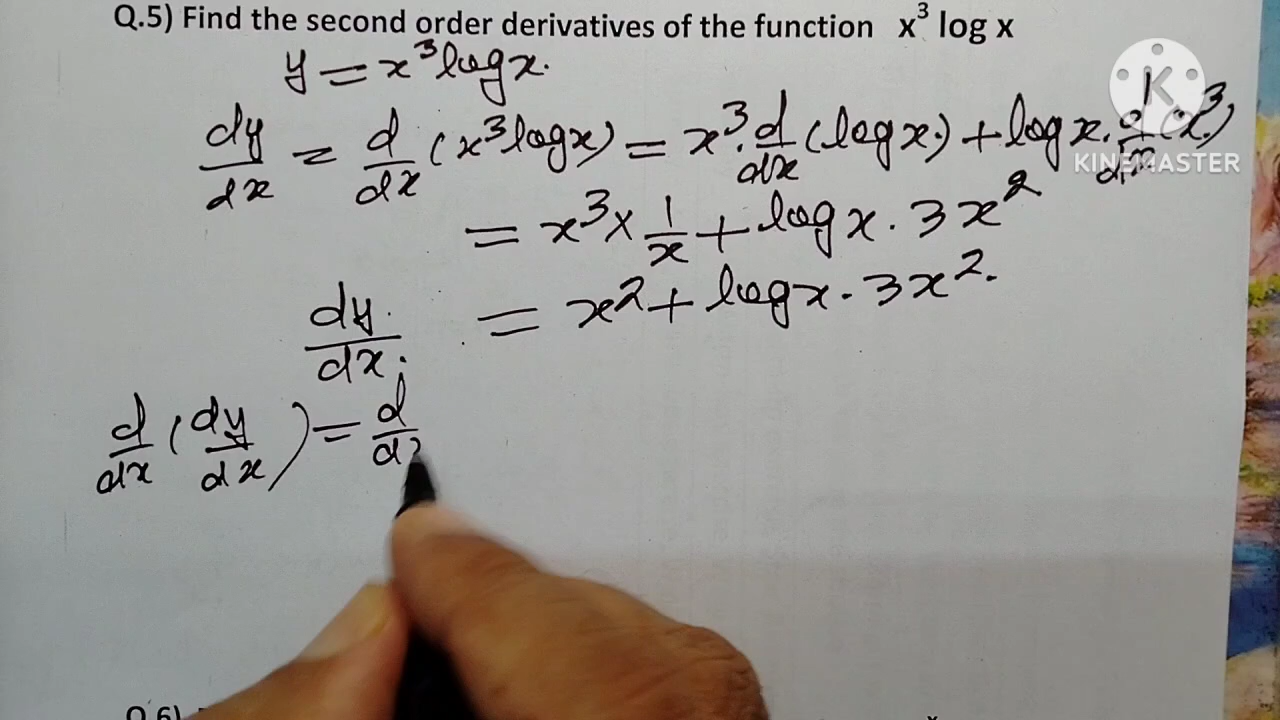 Q.5) Find the second order derivatives of the function x³ log x
y = x³ log x.
dy/dx = d/dx (x³ log x) = x³. d/dx (log x.) + log x. d/dx (x³)
K
KINEMASTER
= x³ × 1/x + log x . 3x²
dy/dx = x² + log x . 3x².
d/dx (dy/dx) = d/dx
Q.6)